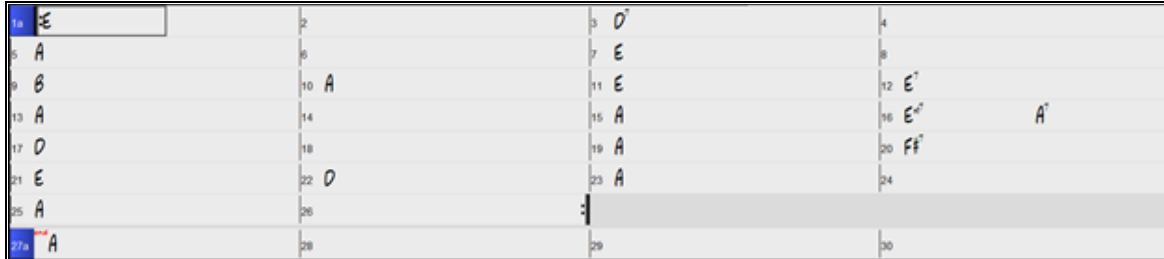 1a E 2 3 D7 4
5 A 6 7 E 8
9 B 10 A 11 E 12 E7
13 A 14 15 A 16 A7
17 D 18 19 A 20 F#7
21 E 22 D 23 A 24
25 A 26
27a end A 28 29 30